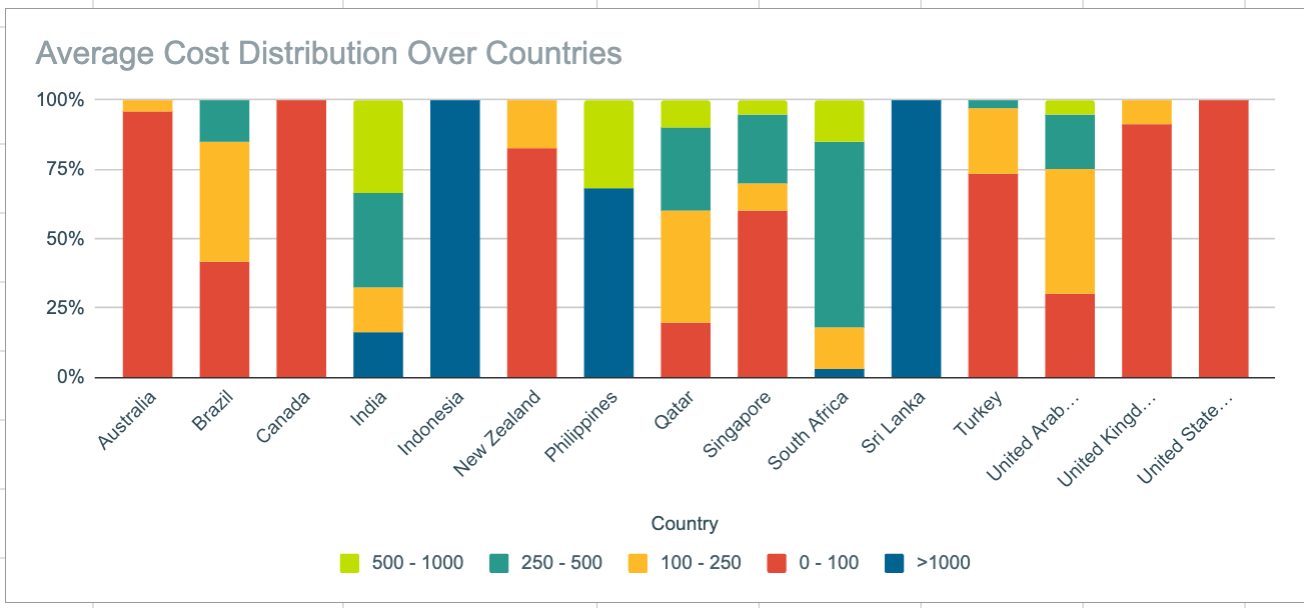 Average Cost Distribution Over Countries
100%
75%
50%
25%
0%
Australia
Brazil
Canada
India
Indonesia
New Zealand
Philippines
Qatar
Singapore
South Africa
Sri Lanka
Turkey
United Arab...
United Kingd...
United State...
Country
500 - 1000 250 - 500 100 - 250 0 - 100 >1000